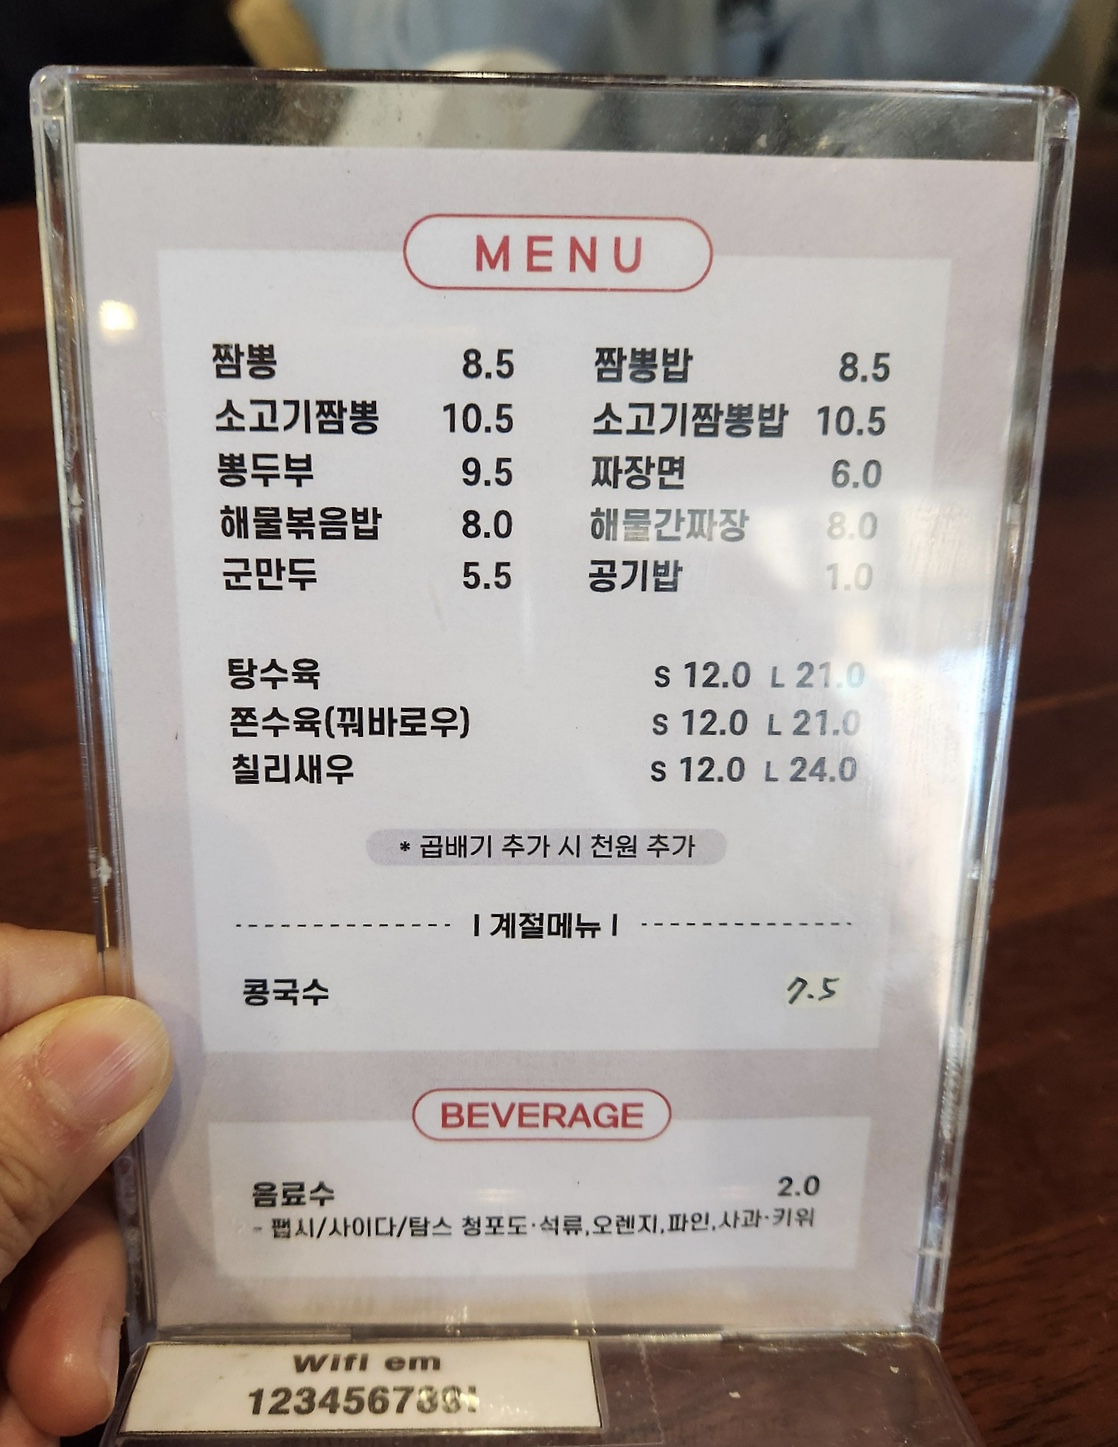 MENU
짬뽕 8.5 짬뽕밥 8.5
소고기짬뽕 10.5 소고기짬뽕밥 10.5
뽕두부 9.5 짜장면 6.0
해물볶음밥 8.0 해물간짜장 8.0
군만두 5.5 공기밥 1.0
탕수육 S 12.0 L 21.0
쫀수육(꿔바로우) S 12.0 L 21.0
칠리새우 S 12.0 L 24.0
* 곱배기 추가 시 천원 추가
l 계절메뉴 l
콩국수 7.5
BEVERAGE
음료수 2.0
- 펩시/사이다/탐스 청포도·석류,오렌지,파인,사과·키위
Wifi em